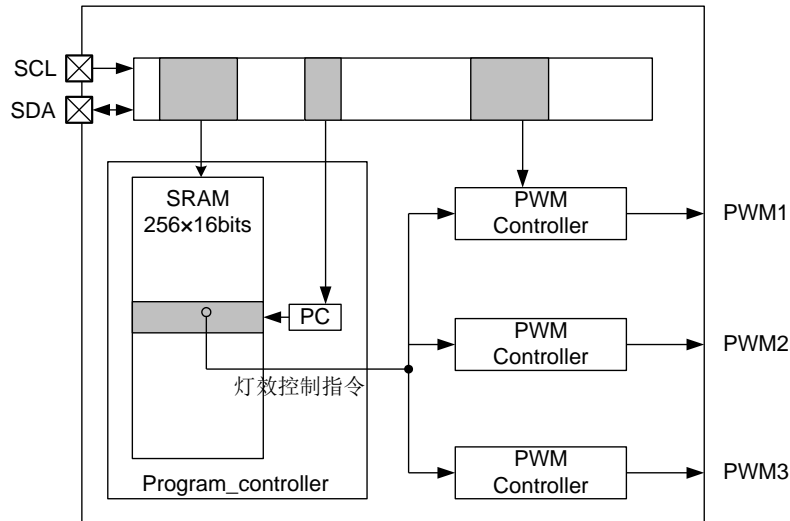 SCL
SDA
SRAM
256×16bits
PC
灯效控制指令
Program_controller
PWM
Controller
PWM1
PWM
Controller
PWM2
PWM
Controller
PWM3